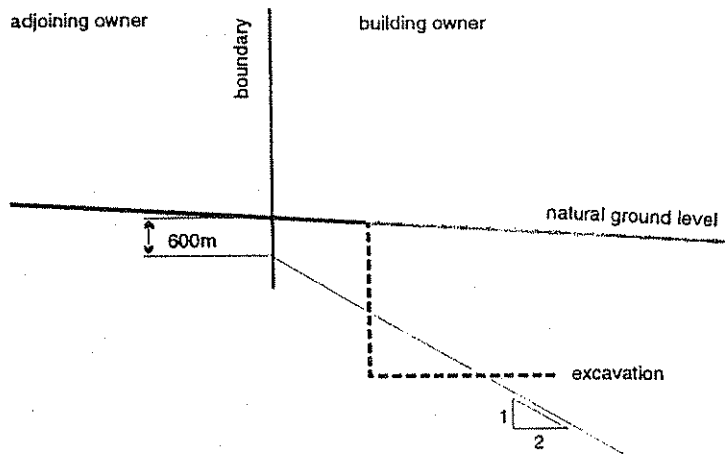 adjoining owner
building owner
boundary
natural ground level
600m
excavation
1
2